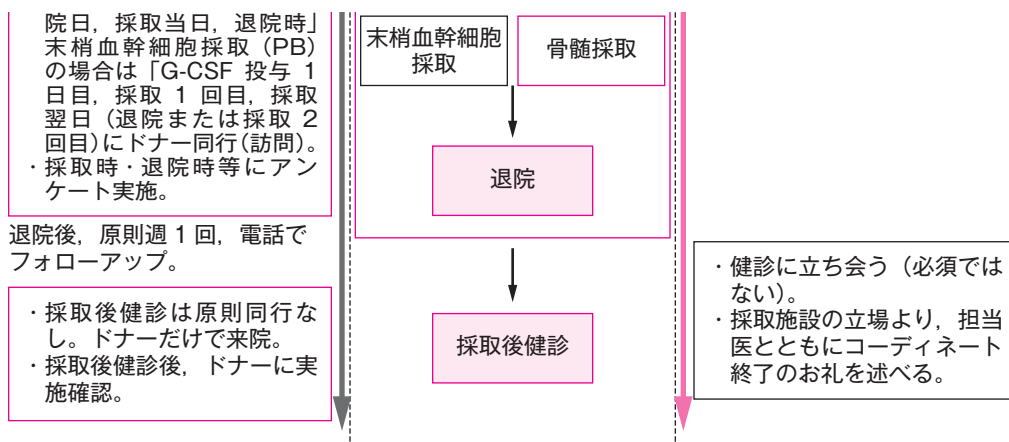 院日，採取当日，退院時」
末梢血幹細胞採取（PB）
の場合は「G-CSF 投与 1
日目，採取 1 回目，採取
翌日（退院または採取 2
回目）にドナー同行（訪問）。
・採取時・退院時等にアン
ケート実施。
退院後，原則週 1 回，電話で
フォローアップ。
・採取後健診は原則同行な
し。ドナーだけで来院。
・採取後健診後，ドナーに実
施確認。
末梢血幹細胞
採取
骨髄採取
退院
採取後健診
・健診に立ち会う（必須では
ない）。
・採取施設の立場より，担当
医とともにコーディネート
終了のお礼を述べる。